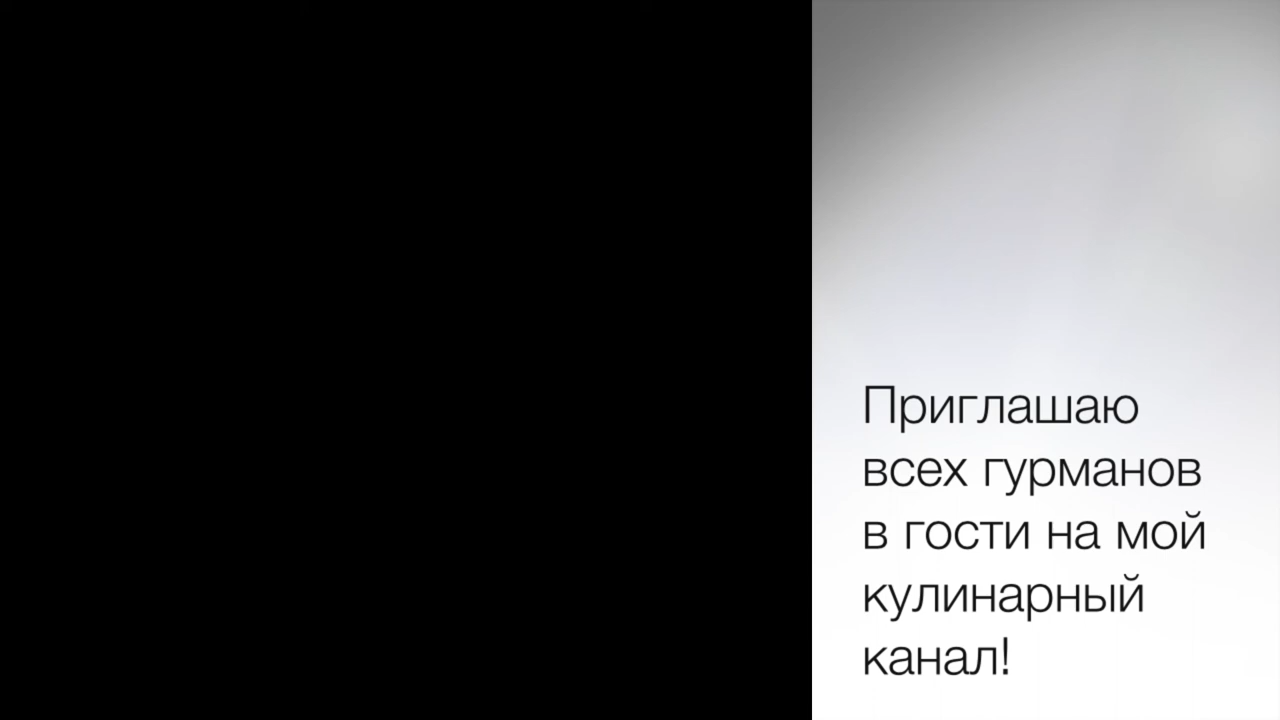 Приглашаю
всех гурманов
в гости на мой
кулинарный
канал!